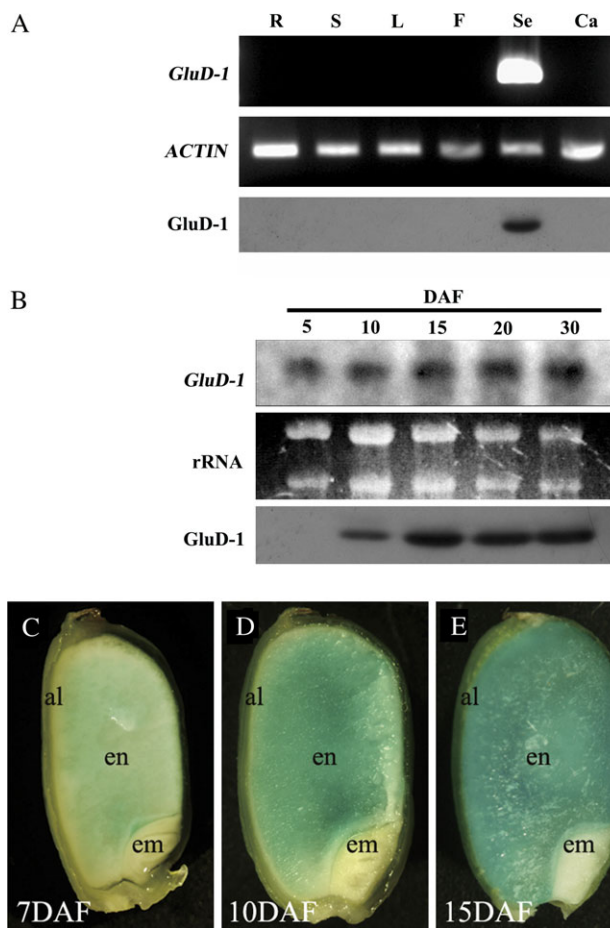 A
R S L F Se Ca
GluD-1
ACTIN
GluD-1
B
DAF
5 10 15 20 30
GluD-1
rRNA
GluD-1
C D E
al al al
en en en
em em em
7DAF 10DAF 15DAF